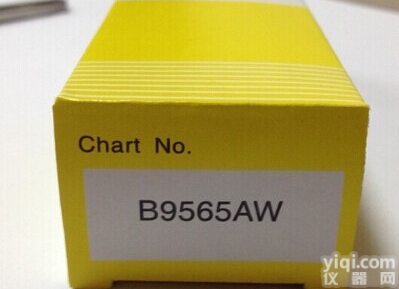 Chart No.
B9565AW
yiqi.com
仪器网